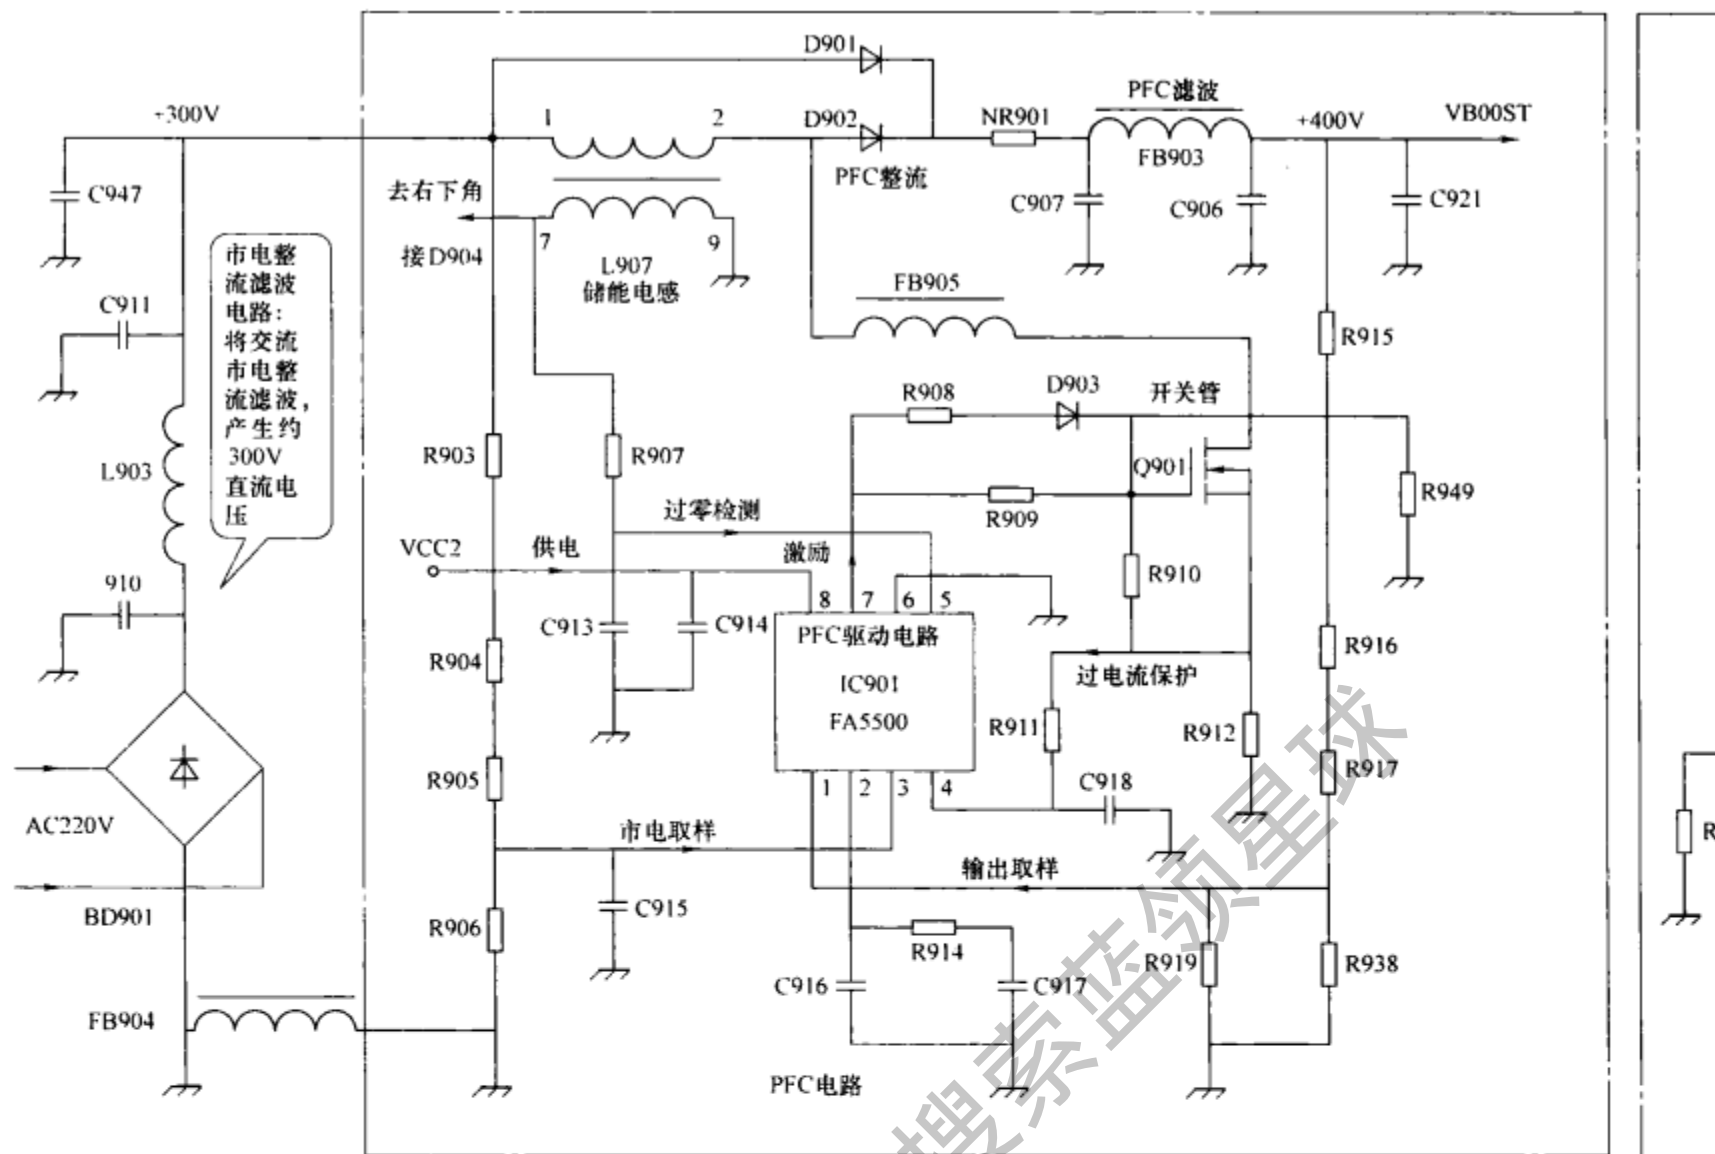 D901
+300V
1
2
D902
NR901
PFC滤波
+400V
VB00ST
FB903
PFC整流
C947
去右下角
C907
C906
C921
7
9
接D904
L907
储能电感
FB905
市电整
流滤波
电路：
将交流
市电整
流滤波，
产生约
300V
直流电
压
C911
R915
R908
D903
开关管
L903
R903
R907
Q901
R949
R909
过零检测
VCC2
供电
激励
910
R910
8
7
6
5
C913
C914
PFC驱动电路
R904
IC901
FA5500
过电流保护
R916
R911
R912
R905
R917
1
2
3
4
C918
AC220V
市电取样
R
输出取样
BD901
C915
R906
R914
R919
R938
C916
C917
FB904
PFC电路
搜索蓝领星球